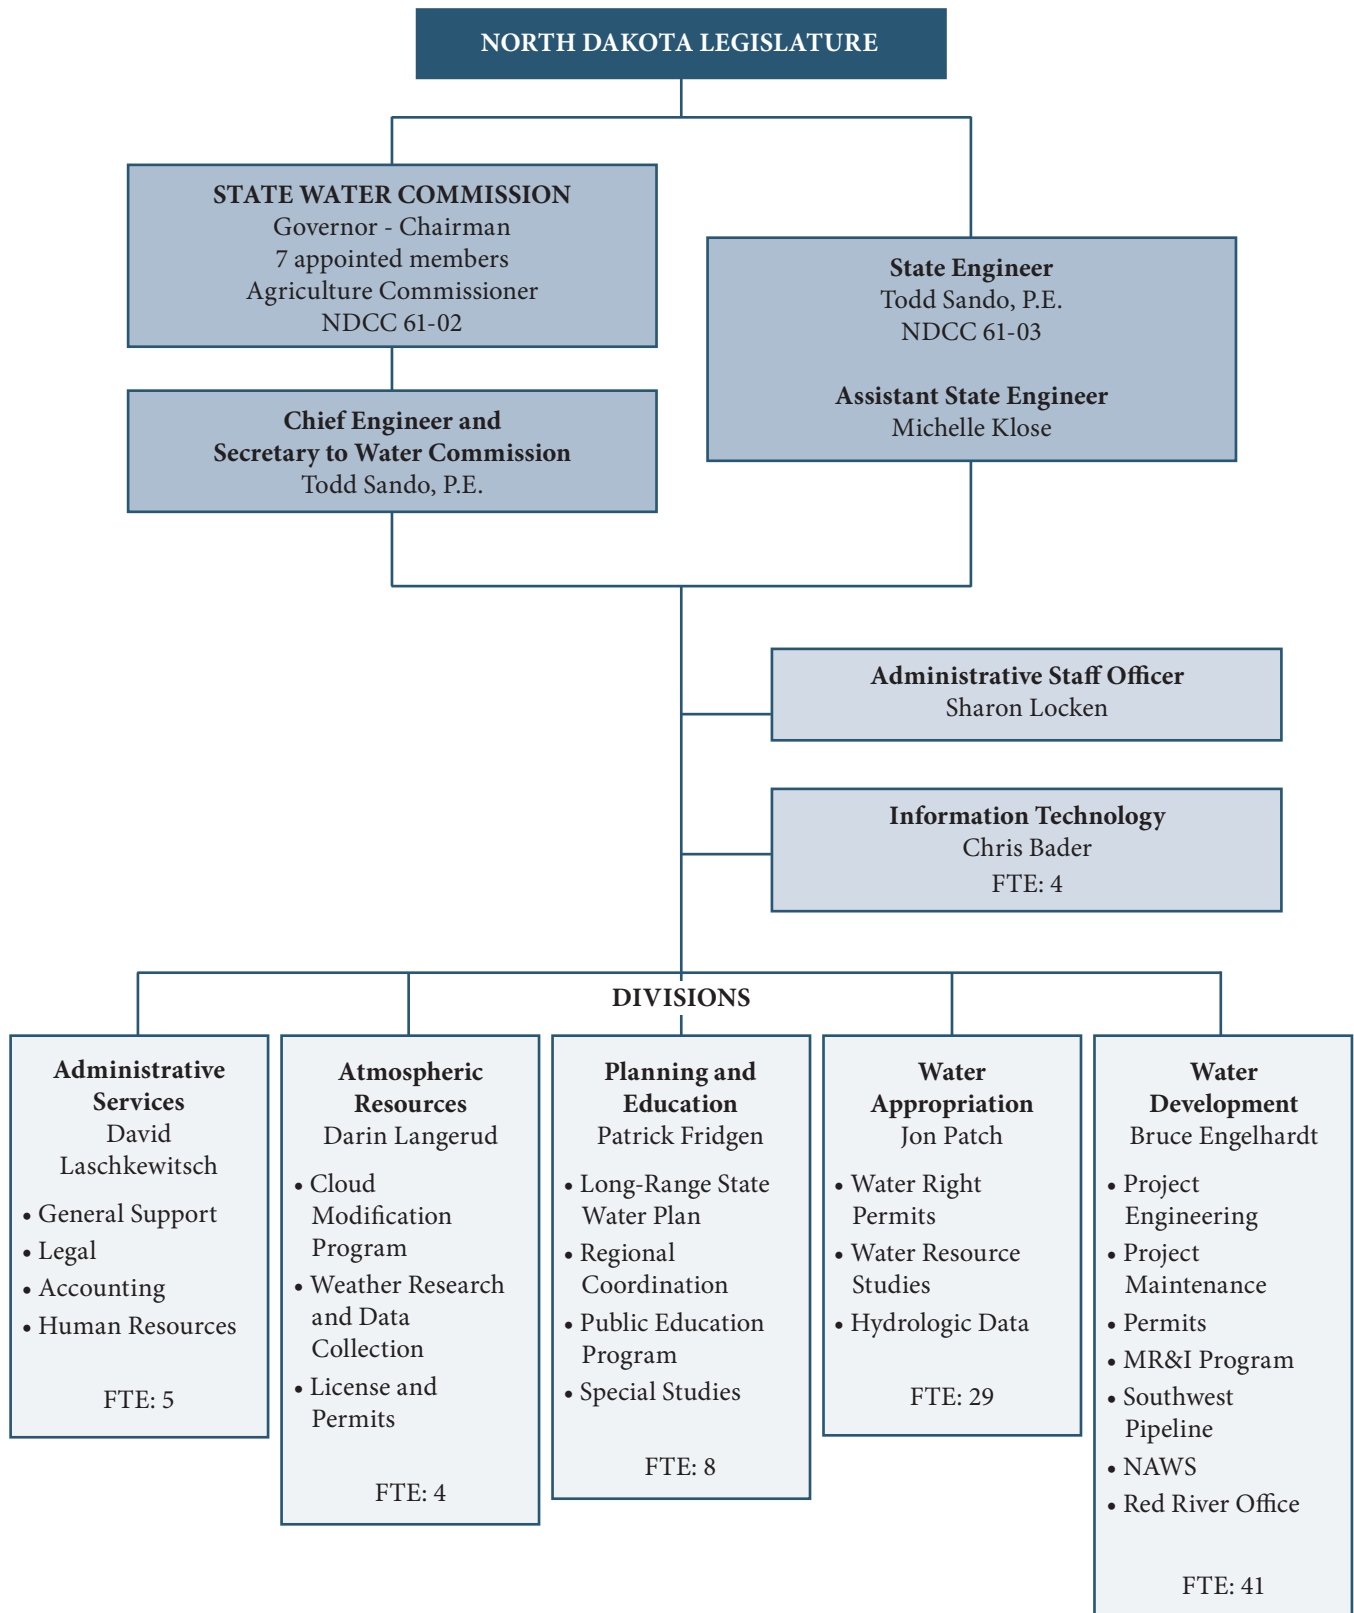 NORTH DAKOTA LEGISLATURE
STATE WATER COMMISSION
Governor - Chairman
7 appointed members
Agriculture Commissioner
NDCC 61-02
State Engineer
Todd Sando, P.E.
NDCC 61-03
Assistant State Engineer
Michelle Klose
Chief Engineer and
Secretary to Water Commission
Todd Sando, P.E.
Administrative Staff Officer
Sharon Locken
Information Technology
Chris Bader
FTE: 4
DIVISIONS
Administrative
Services
David
Laschkewitsch
• General Support
• Legal
• Accounting
• Human Resources
FTE: 5
Atmospheric
Resources
Darin Langerud
• Cloud
Modification
Program
• Weather Research
and Data
Collection
• License and
Permits
FTE: 4
Planning and
Education
Patrick Fridgen
• Long-Range State
Water Plan
• Regional
Coordination
• Public Education
Program
• Special Studies
FTE: 8
Water
Appropriation
Jon Patch
• Water Right
Permits
• Water Resource
Studies
• Hydrologic Data
FTE: 29
Water
Development
Bruce Engelhardt
• Project
Engineering
• Project
Maintenance
• Permits
• MR&I Program
• Southwest
Pipeline
• NAWS
• Red River Office
FTE: 41